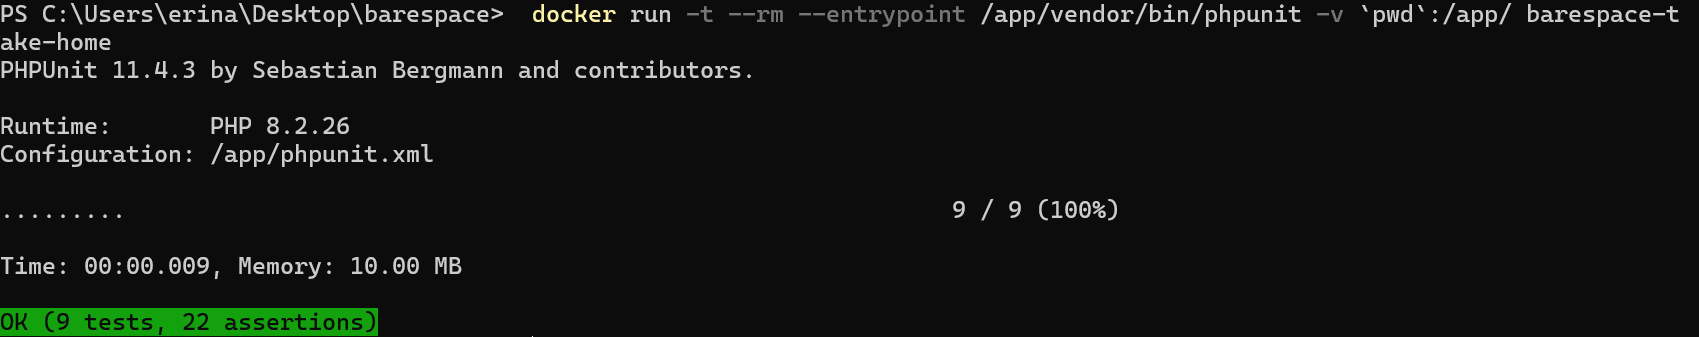 PS C:\Users\erina\Desktop\barespace>  docker run -t --rm --entrypoint /app/vendor/bin/phpunit -v `pwd`:/app/ barespace-t
ake-home
PHPUnit 11.4.3 by Sebastian Bergmann and contributors.
Runtime:       PHP 8.2.26
Configuration: /app/phpunit.xml
.........                                                           9 / 9 (100%)
Time: 00:00.009, Memory: 10.00 MB
OK (9 tests, 22 assertions)